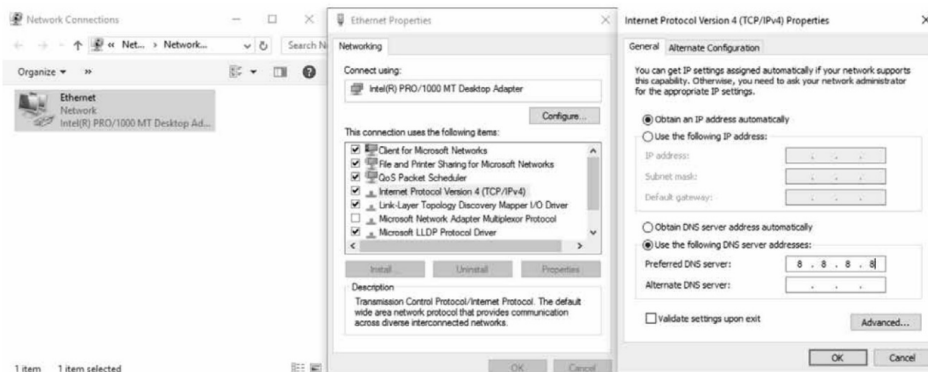 Network Connections
« Net... > Network...
Search N
Organize
»
Ethernet
Network
Intel(R) PRO/1000 MT Desktop Ad...
1 item 1 item selected
Ethernet Properties
Networking
Connect using:
Intel(R) PRO/1000 MT Desktop Adapter
Configure...
This connection uses the following items:
Client for Microsoft Networks
File and Printer Sharing for Microsoft Networks
QoS Packet Scheduler
Internet Protocol Version 4 (TCP/IPv4)
Link-Layer Topology Discovery Mapper I/O Driver
Microsoft Network Adapter Multiplexor Protocol
Microsoft LLDP Protocol Driver
Install...
Uninstall
Properties
Description
Transmission Control Protocol/Internet Protocol. The default
wide area network protocol that provides communication
across diverse interconnected networks.
OK
Cancel
Internet Protocol Version 4 (TCP/IPv4) Properties
General
Alternate Configuration
You can get IP settings assigned automatically if your network supports
this capability. Otherwise, you need to ask your network administrator
for the appropriate IP settings.
Obtain an IP address automatically
Use the following IP address:
IP address:
Subnet mask:
Default gateway:
Obtain DNS server address automatically
Use the following DNS server addresses:
Preferred DNS server: 8 . 8 . 8 . 8
Alternate DNS server:
Validate settings upon exit
Advanced...
OK
Cancel